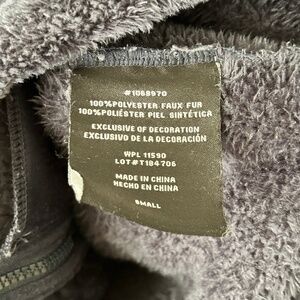 #1068970
100%POLYESTER FAUX FUR
100%POLIÉSTER PIEL SINTÉTICA
EXCLUSIVE OF DECORATION
EXCLUSIVO DE LA DECORACIÓN
WPL 11590
LOT#T184706
MADE IN CHINA
HECHO EN CHINA
SMALL